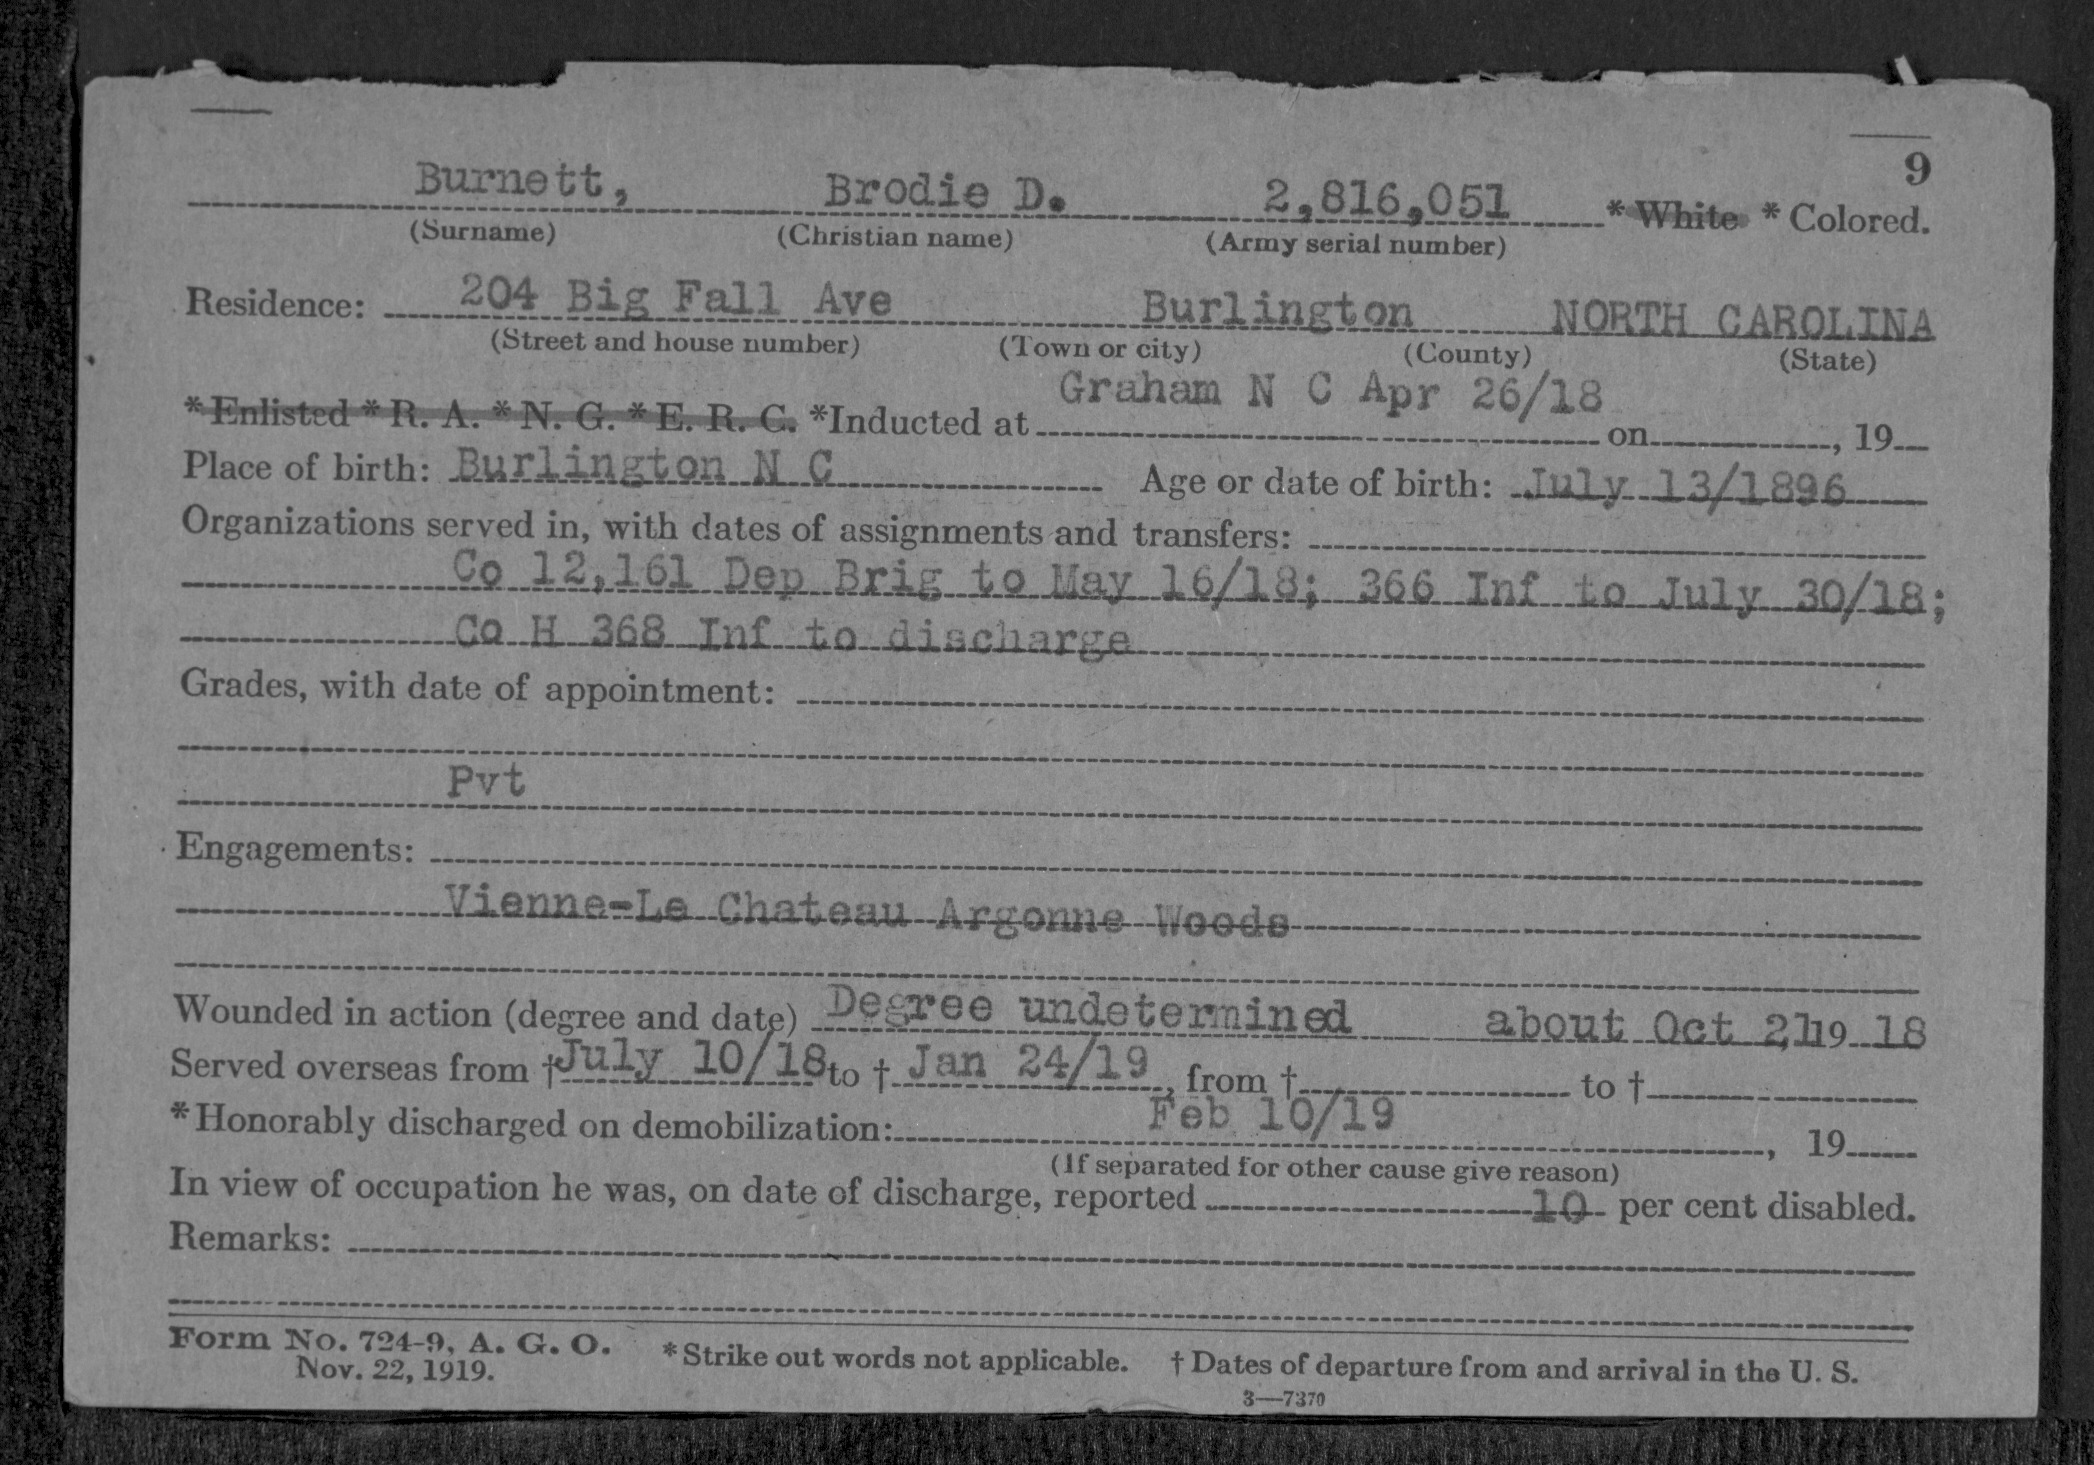 9
Burnett, Brodie D. 2,816,051 * White * Colored.
(Surname) (Christian name) (Army serial number)
Residence: 204 Big Fall Ave Burlington NORTH CAROLINA
(Street and house number) (Town or city) (County) (State)
*Enlisted *R. A. *N. G. *E. R. C. *Inducted at Graham N C Apr 26/18 on , 19
Place of birth: Burlington N C Age or date of birth: July 13/1896
Organizations served in, with dates of assignments and transfers:
Co 12,161 Dep Brig to May 16/18; 366 Inf to July 30/18;
Co H 368 Inf to discharge
Grades, with date of appointment:
Pvt
Engagements:
Vienne-Le Chateau Argonne Woods
Wounded in action (degree and date) Degree undetermined about Oct 2, 19 18
Served overseas from † July 10/18 to † Jan 24/19, from † to †
*Honorably discharged on demobilization: Feb 10/19 , 19
(If separated for other cause give reason)
In view of occupation he was, on date of discharge, reported 10 per cent disabled.
Remarks:
Form No. 724-9, A. G. O. *Strike out words not applicable. † Dates of departure from and arrival in the U. S.
Nov. 22, 1919.
3—7370